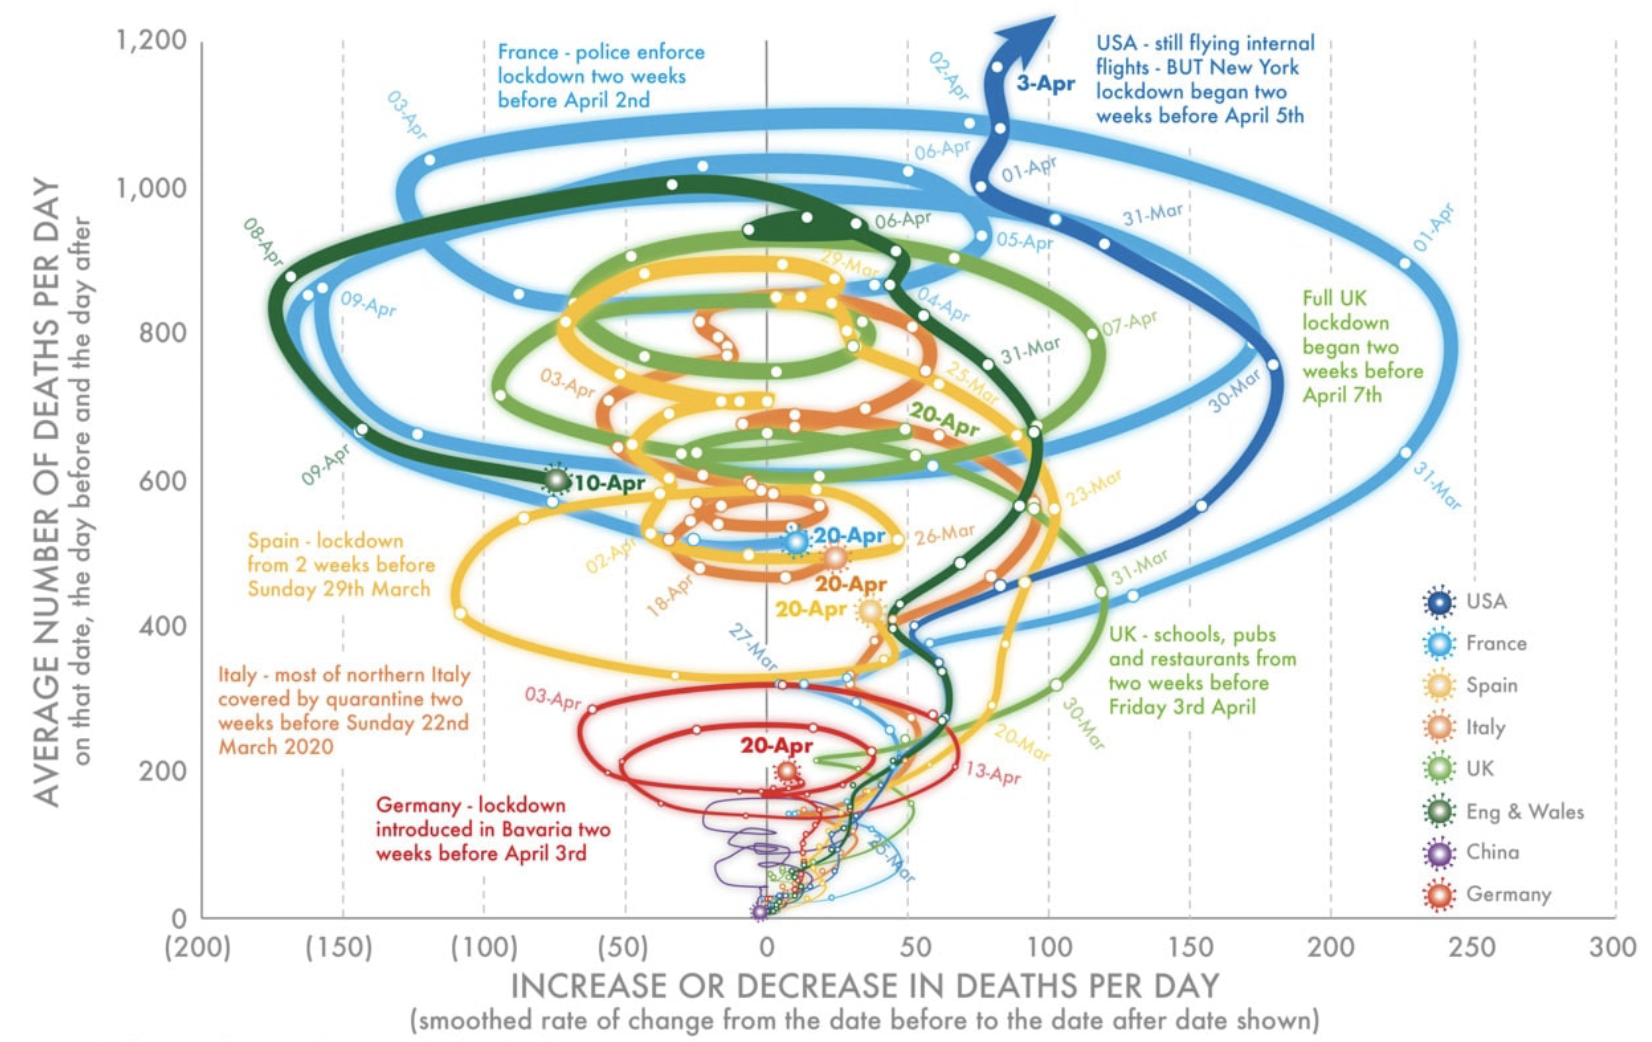 1,200
1,000
800
600
400
200
0
AVERAGE NUMBER OF DEATHS PER DAY
on that date, the day before and the day after
(200)
(150)
(100)
(50)
0
50
100
150
200
250
300
INCREASE OR DECREASE IN DEATHS PER DAY
(smoothed rate of change from the date before to the date after date shown)
France - police enforce
lockdown two weeks
before April 2nd
USA - still flying internal
flights - BUT New York
lockdown began two
weeks before April 5th
Full UK
lockdown
began two
weeks before
April 7th
Spain - lockdown
from 2 weeks before
Sunday 29th March
Italy - most of northern Italy
covered by quarantine two
weeks before Sunday 22nd
March 2020
Germany - lockdown
introduced in Bavaria two
weeks before April 3rd
UK - schools, pubs
and restaurants from
two weeks before
Friday 3rd April
03-Apr
02-Apr
3-Apr
06-Apr
01-Apr
31-Mar
01-Apr
08-Apr
06-Apr
05-Apr
29-Mar
09-Apr
04-Apr
07-Apr
31-Mar
03-Apr
25-Mar
30-Mar
20-Apr
09-Apr
10-Apr
23-Mar
31-Mar
20-Apr
26-Mar
02-Apr
31-Mar
18-Apr
20-Apr
20-Apr
27-Mar
03-Apr
30-Mar
20-Mar
20-Apr
13-Apr
25-Mar
USA
France
Spain
Italy
UK
Eng & Wales
China
Germany